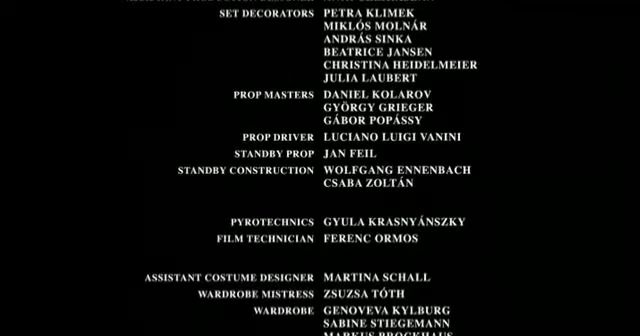 SET DECORATORS PETRA KLIMEK
MIKLÓS MOLNÁR
ANDRÁS SINKA
BEATRICE JANSEN
CHRISTINA HEIDELMEIER
JULIA LAUBERT
PROP MASTERS DANIEL KOLAROV
GYÖRGY GRIEGER
GÁBOR POPÁSSY
PROP DRIVER LUCIANO LUIGI VANINI
STANDBY PROP JAN FEIL
STANDBY CONSTRUCTION WOLFGANG ENNENBACH
CSABA ZOLTÁN
PYROTECHNICS GYULA KRASNYÁNSZKY
FILM TECHNICIAN FERENC ORMOS
ASSISTANT COSTUME DESIGNER MARTINA SCHALL
WARDROBE MISTRESS ZSUZSA TÓTH
WARDROBE GENOVEVA KYLBURG
SABINE STIEGEMANN
MARKUS BROCKHAUS